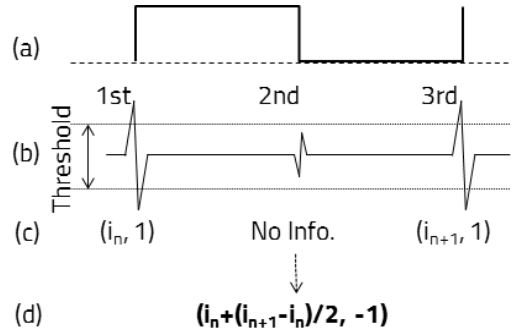 (a)
1st 2nd 3rd
Threshold
(b)
(c) (iₙ, 1) No Info. (iₙ₊₁, 1)
(d) (iₙ+(iₙ₊₁-iₙ)/2, -1)